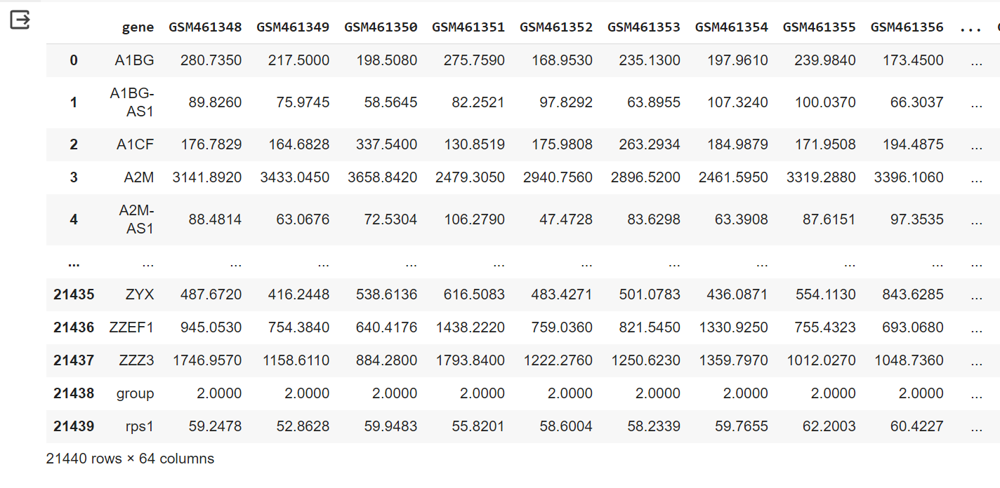 gene GSM461348 GSM461349 GSM461350 GSM461351 GSM461352 GSM461353 GSM461354 GSM461355 GSM461356 ...
0 A1BG 280.7350 217.5000 198.5080 275.7590 168.9530 235.1300 197.9610 239.9840 173.4500 ...
1 A1BG-
AS1 89.8260 75.9745 58.5645 82.2521 97.8292 63.8955 107.3240 100.0370 66.3037 ...
2 A1CF 176.7829 164.6828 337.5400 130.8519 175.9808 263.2934 184.9879 171.9508 194.4875 ...
3 A2M 3141.8920 3433.0450 3658.8420 2479.3050 2940.7560 2896.5200 2461.5950 3319.2880 3396.1060 ...
4 A2M-
AS1 88.4814 63.0676 72.5304 106.2790 47.4728 83.6298 63.3908 87.6151 97.3535 ...
... ... ... ... ... ... ... ... ... ... ... ...
21435 ZYX 487.6720 416.2448 538.6136 616.5083 483.4271 501.0783 436.0871 554.1130 843.6285 ...
21436 ZZEF1 945.0530 754.3840 640.4176 1438.2220 759.0360 821.5450 1330.9250 755.4323 693.0680 ...
21437 ZZZ3 1746.9570 1158.6110 884.2800 1793.8400 1222.2760 1250.6230 1359.7970 1012.0270 1048.7360 ...
21438 group 2.0000 2.0000 2.0000 2.0000 2.0000 2.0000 2.0000 2.0000 2.0000 ...
21439 rps1 59.2478 52.8628 59.9483 55.8201 58.6004 58.2339 59.7655 62.2003 60.4227 ...
21440 rows × 64 columns